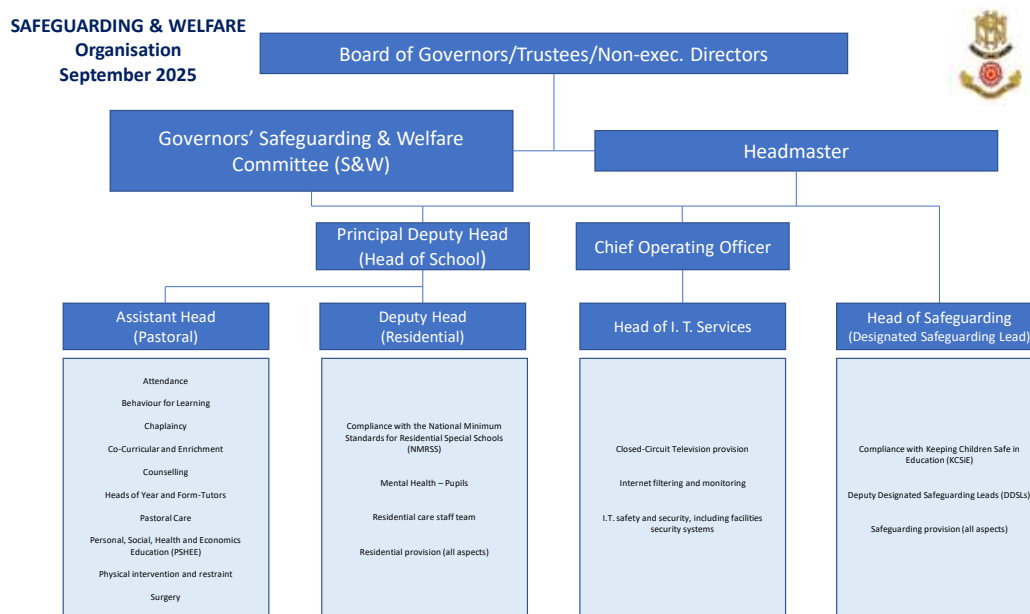 SAFEGUARDING & WELFARE
Organisation
September 2025
Board of Governors/Trustees/Non-exec. Directors
Governors’ Safeguarding & Welfare
Committee (S&W)
Headmaster
Principal Deputy Head
(Head of School)
Chief Operating Officer
Assistant Head
(Pastoral)
Deputy Head
(Residential)
Head of I. T. Services
Head of Safeguarding
(Designated Safeguarding Lead)
Attendance
Behaviour for Learning
Chaplaincy
Co-Curricular and Enrichment
Counselling
Heads of Year and Form-Tutors
Pastoral Care
Personal, Social, Health and Economics
Education (PSHEE)
Physical intervention and restraint
Surgery
Compliance with the National Minimum
Standards for Residential Special Schools
(NMRSS)
Mental Health – Pupils
Residential care staff team
Residential provision (all aspects)
Closed-Circuit Television provision
Internet filtering and monitoring
I.T. safety and security, including facilities
security systems
Compliance with Keeping Children Safe in
Education (KCSiE)
Deputy Designated Safeguarding Leads (DDSLs)
Safeguarding provision (all aspects)